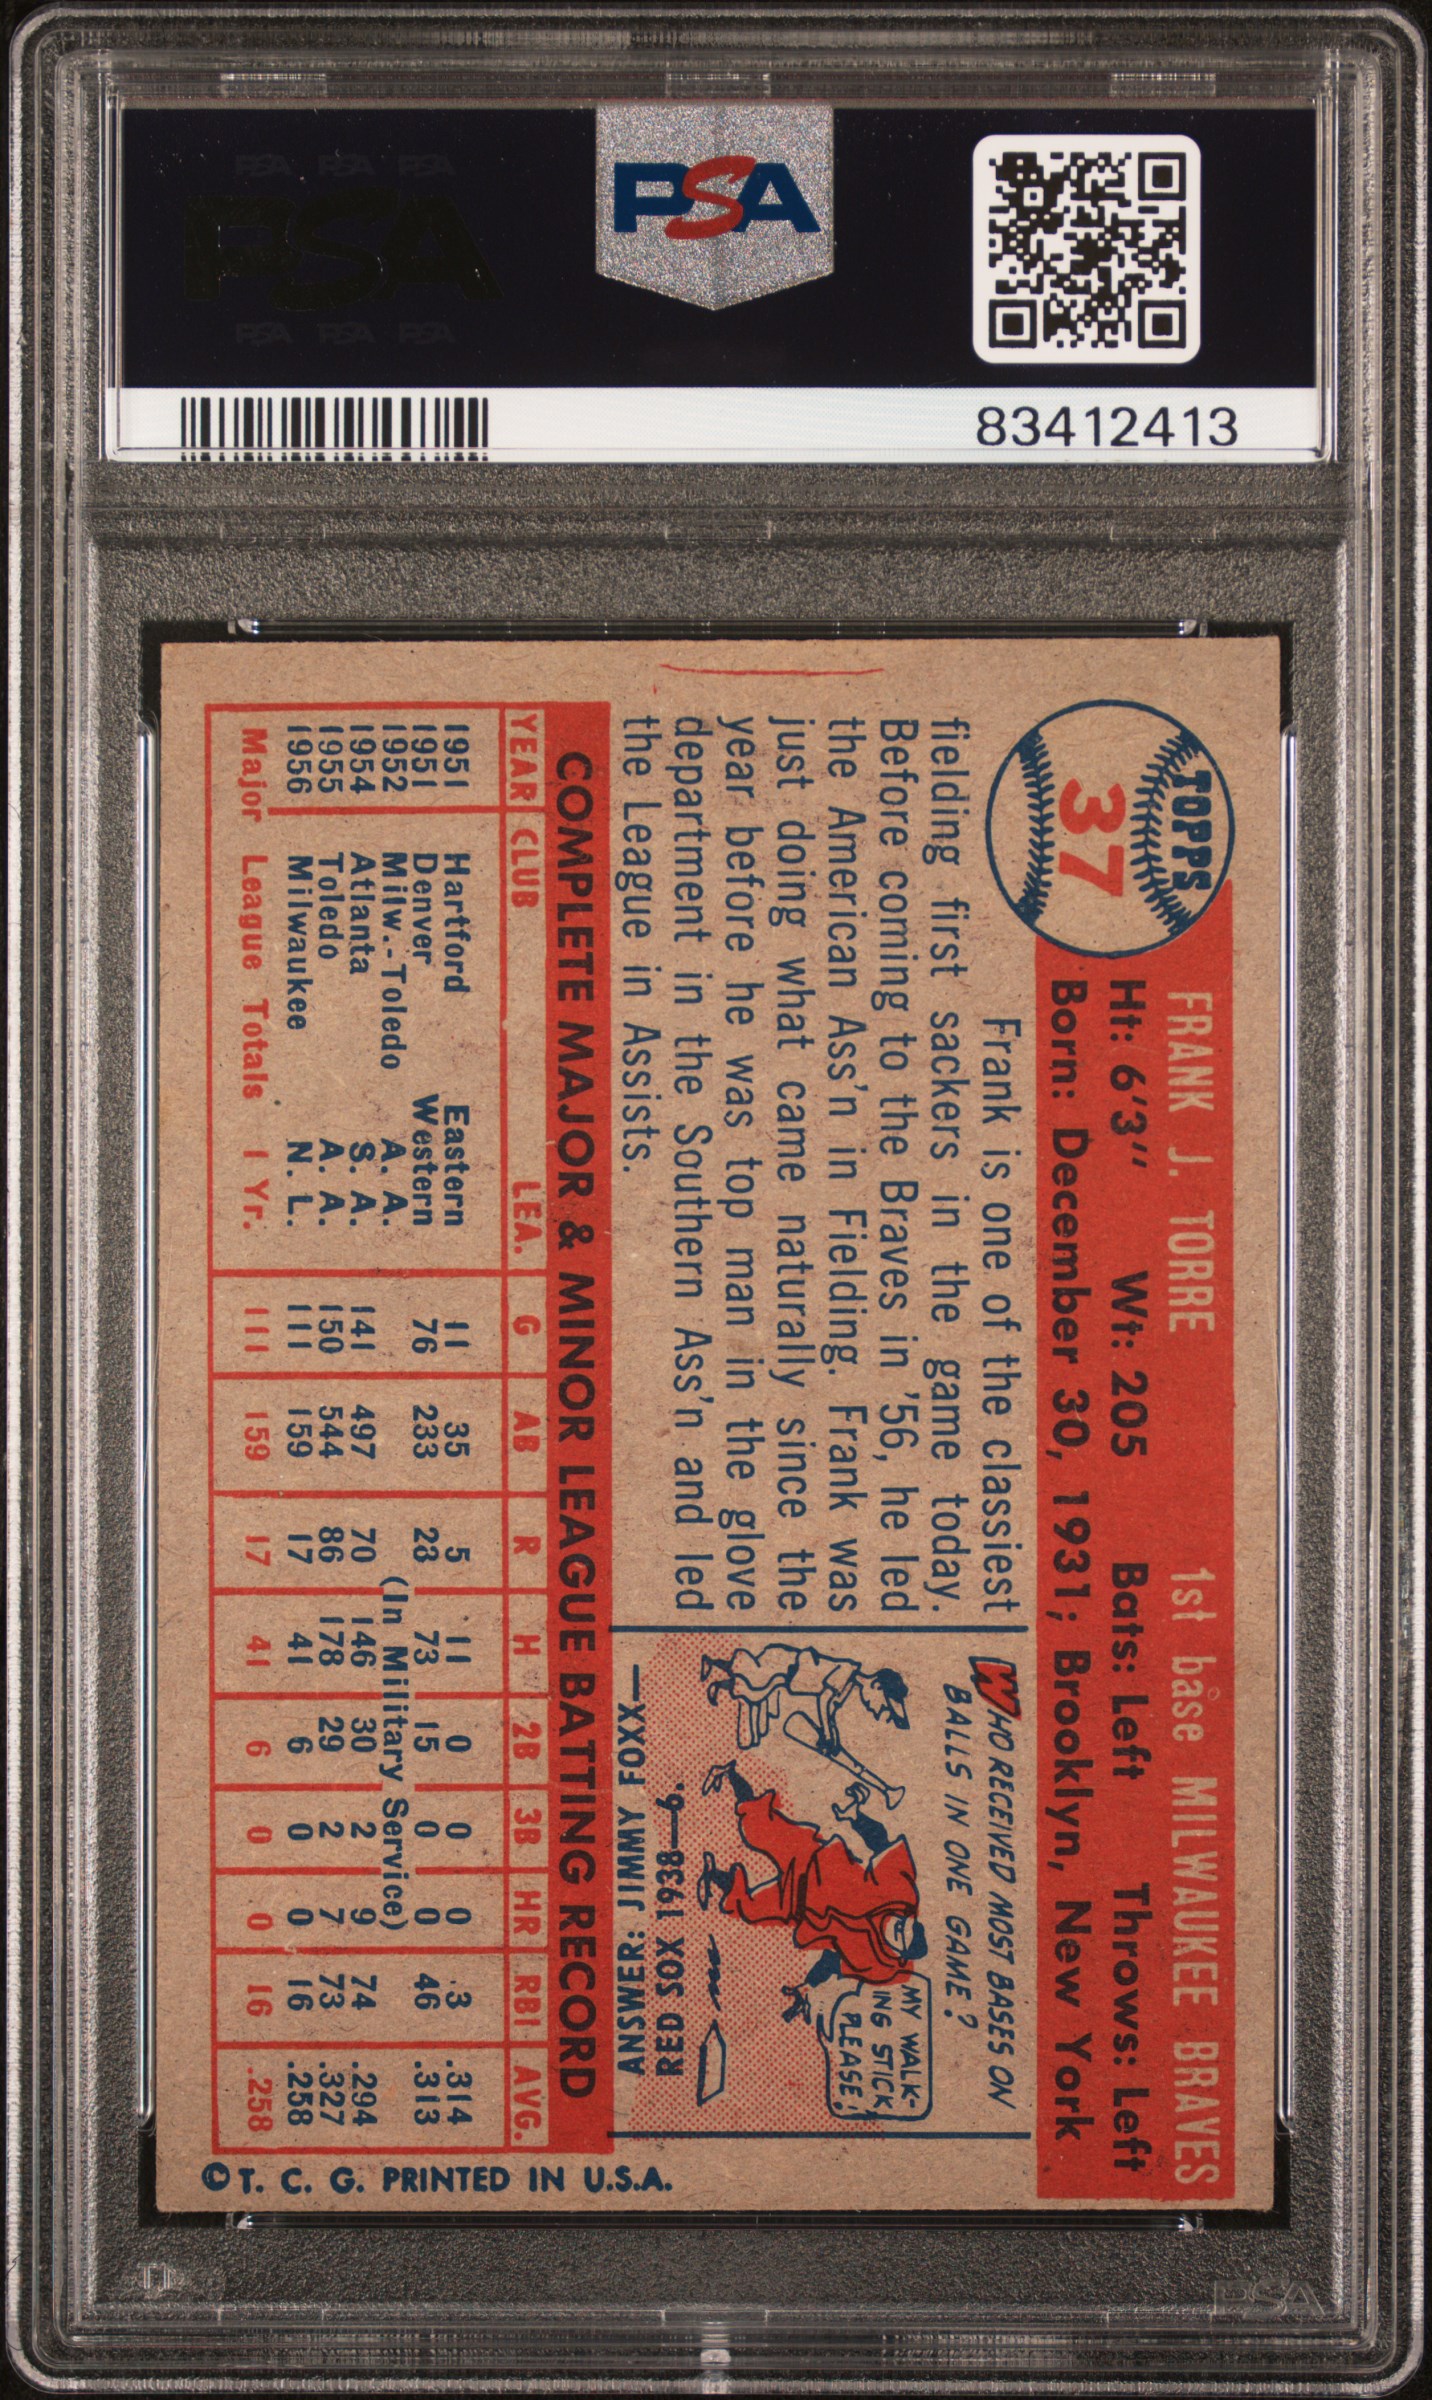 PSA PSA PSA
PSA
PSA PSA PSA
PSA
83412413
TOPPS
37
FRANK J. TORRE 1st base MILWAUKEE BRAVES
Ht: 6'3" Wt: 205 Bats: Left Throws: Left
Born: December 30, 1931; Brooklyn, New York
Frank is one of the classiest
fielding first sackers in the game today.
Before coming to the Braves in '56, he led
the American Ass'n in Fielding. Frank was
just doing what came naturally since the
year before he was top man in the glove
department in the Southern Ass'n and led
the League in Assists.
WHO RECEIVED MOST BASES ON
BALLS IN ONE GAME?
MY WALK-
ING STICK,
PLEASE!
ANSWER: JIMMY FOXX—
RED SOX 1938—6.
COMPLETE MAJOR & MINOR LEAGUE BATTING RECORD
YEAR CLUB LEA. G AB R H 2B 3B HR RBI AVG.
1951 Hartford Eastern 11 35 5 11 0 0 0 3 .314
1951 Denver Western 76 233 28 73 15 0 0 46 .313
1952 Milw.-Toledo A. A. (In Military Service)
1954 Atlanta S. A. 141 497 70 146 30 2 9 74 .294
1955 Toledo A. A. 150 544 86 178 29 2 7 73 .327
1956 Milwaukee N. L. 111 159 17 41 6 0 0 16 .258
Major League Totals 1 Yr. 111 159 17 41 6 0 0 16 .258
©T. C. G. PRINTED IN U.S.A.
PSA